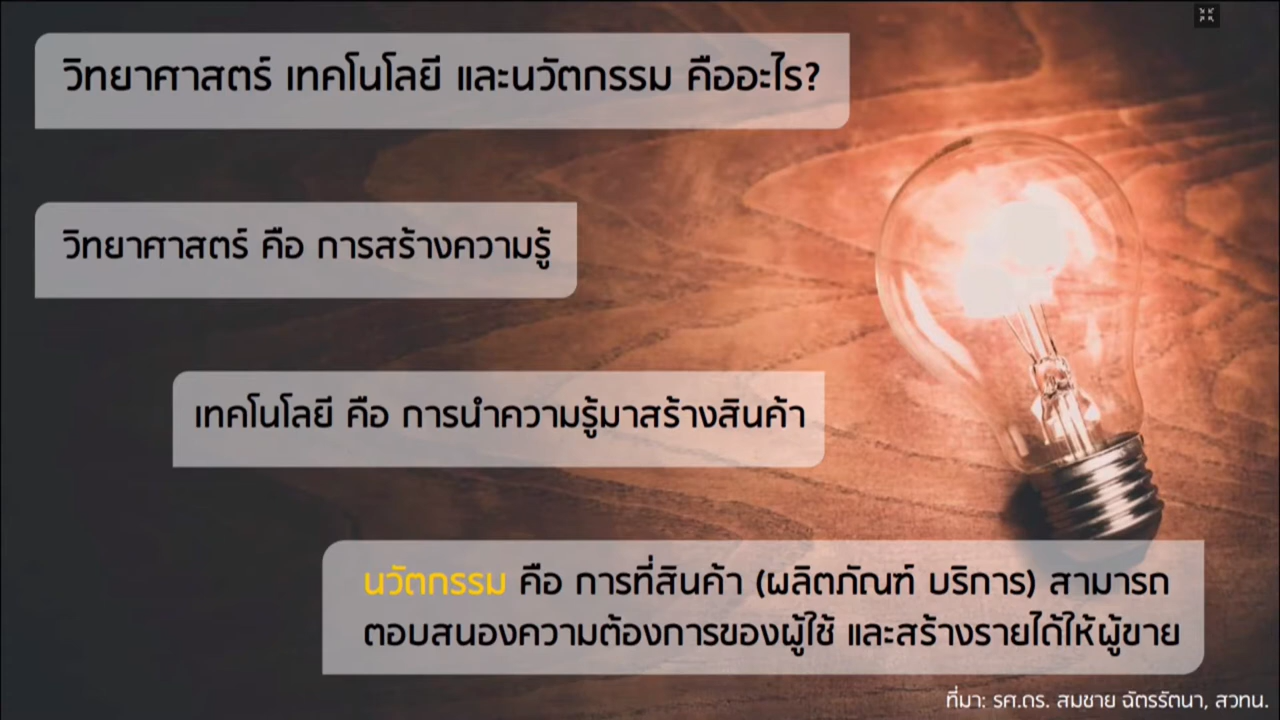 วิทยาศาสตร์ เทคโนโลยี และนวัตกรรม คืออะไร?
วิทยาศาสตร์ คือ การสร้างความรู้
เทคโนโลยี คือ การนำความรู้มาสร้างสินค้า
นวัตกรรม คือ การที่สินค้า (ผลิตภัณฑ์ บริการ) สามารถ
ตอบสนองความต้องการของผู้ใช้ และสร้างรายได้ให้ผู้ขาย
ที่มา: รศ.ดร. สมชาย ฉัตรรัตนา, สวทน.